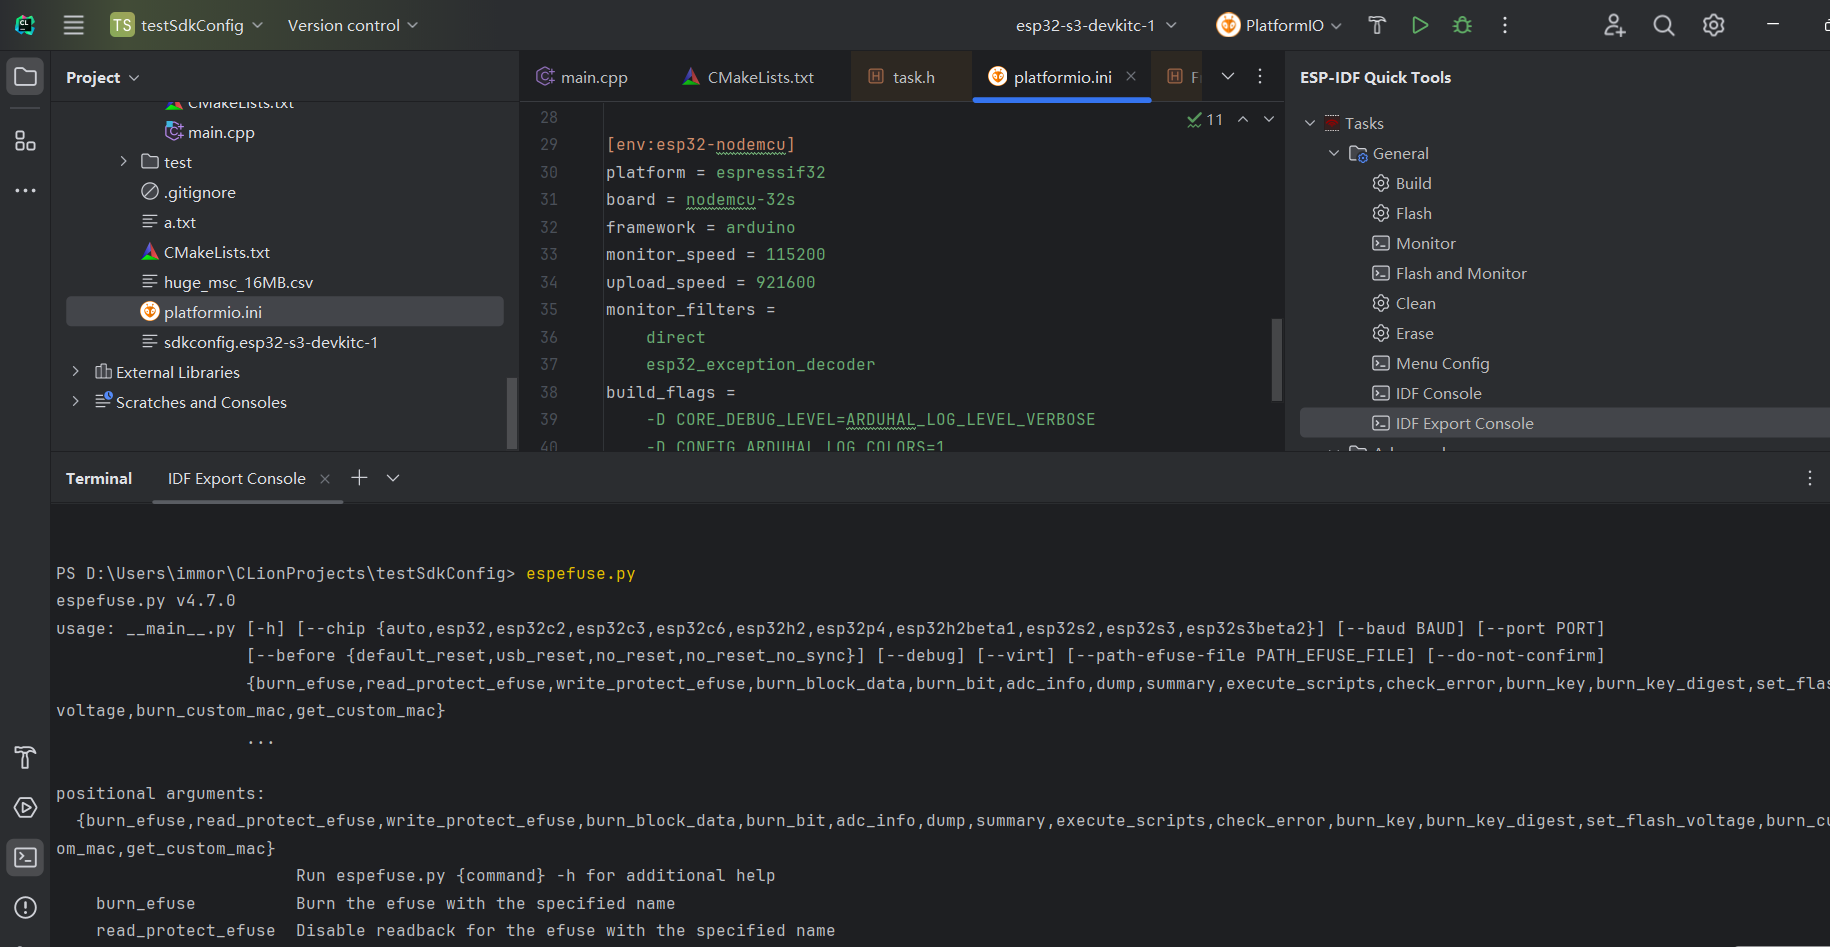 TS testSdkConfig Version control esp32-s3-devkitc-1 PlatformIO
Project
CMakeLists.txt
main.cpp
test
.gitignore
a.txt
CMakeLists.txt
huge_msc_16MB.csv
platformio.ini
sdkconfig.esp32-s3-devkitc-1
External Libraries
Scratches and Consoles
main.cpp CMakeLists.txt task.h platformio.ini
11
28
29 [env:esp32-nodemcu]
30 platform = espressif32
31 board = nodemcu-32s
32 framework = arduino
33 monitor_speed = 115200
34 upload_speed = 921600
35 monitor_filters =
36 direct
37 esp32_exception_decoder
38 build_flags =
39 -D CORE_DEBUG_LEVEL=ARDUHAL_LOG_LEVEL_VERBOSE
40 -D CONFIG_ARDUHAL_LOG_COLORS=1
ESP-IDF Quick Tools
Tasks
General
Build
Flash
Monitor
Flash and Monitor
Clean
Erase
Menu Config
IDF Console
IDF Export Console
Terminal IDF Export Console
PS D:\Users\immor\CLionProjects\testSdkConfig> espefuse.py
espefuse.py v4.7.0
usage: __main__.py [-h] [--chip {auto,esp32,esp32c2,esp32c3,esp32c6,esp32h2,esp32p4,esp32h2beta1,esp32s2,esp32s3,esp32s3beta2}] [--baud BAUD] [--port PORT]
[--before {default_reset,usb_reset,no_reset,no_reset_no_sync}] [--debug] [--virt] [--path-efuse-file PATH_EFUSE_FILE] [--do-not-confirm]
{burn_efuse,read_protect_efuse,write_protect_efuse,burn_block_data,burn_bit,adc_info,dump,summary,execute_scripts,check_error,burn_key,burn_key_digest,set_flas
voltage,burn_custom_mac,get_custom_mac}
...
positional arguments:
{burn_efuse,read_protect_efuse,write_protect_efuse,burn_block_data,burn_bit,adc_info,dump,summary,execute_scripts,check_error,burn_key,burn_key_digest,set_flash_voltage,burn_cu
om_mac,get_custom_mac}
Run espefuse.py {command} -h for additional help
burn_efuse Burn the efuse with the specified name
read_protect_efuse Disable readback for the efuse with the specified name